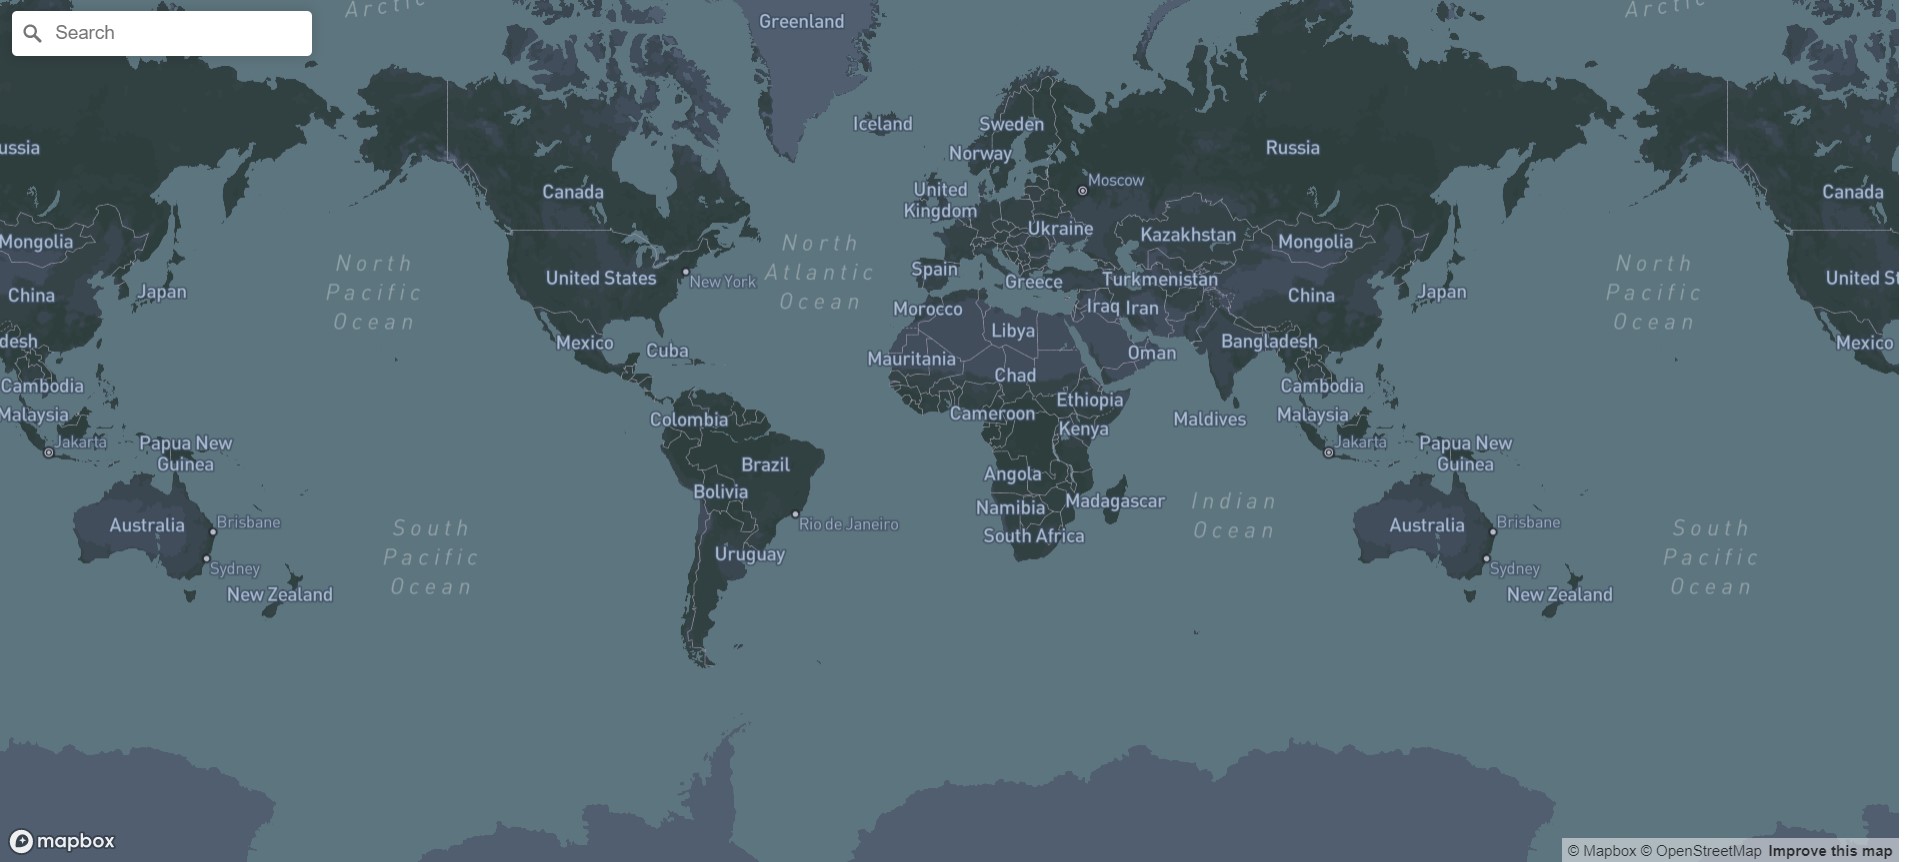 Search
Arctic
Arctic
Greenland
Iceland
Sweden
Norway
Russia
ussia
Moscow
Canada
Canada
United
Kingdom
Ukraine
Kazakhstan
Mongolia
Mongolia
North
Pacific
Ocean
North
Atlantic
Ocean
North
Pacific
Ocean
United States
New York
Spain
Greece
Turkmenistan
China
China
Japan
Japan
United St
Morocco
Iraq
Iran
Libya
Mexico
Mexico
Cuba
Mauritania
Oman
Bangladesh
desh
Chad
Cambodia
Cambodia
Ethiopia
Malaysia
Malaysia
Colombia
Cameroon
Kenya
Maldives
Jakarta
Jakarta
Papua New
Guinea
Papua New
Guinea
Brazil
Bolivia
Angola
Namibia
Madagascar
Indian
Ocean
Australia
Brisbane
Australia
Brisbane
South
Pacific
Ocean
Rio de Janeiro
South Africa
South
Pacific
Ocean
Uruguay
Sydney
Sydney
New Zealand
New Zealand
mapbox
© Mapbox © OpenStreetMap Improve this map